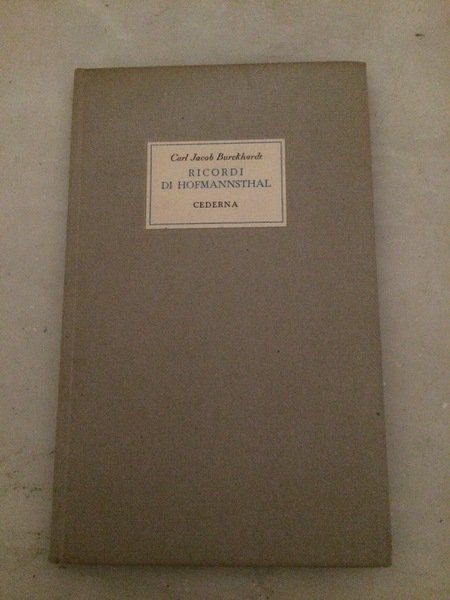 Carl Jacob Burckhardt
RICORDI
DI HOFMANNSTHAL
CEDERNA